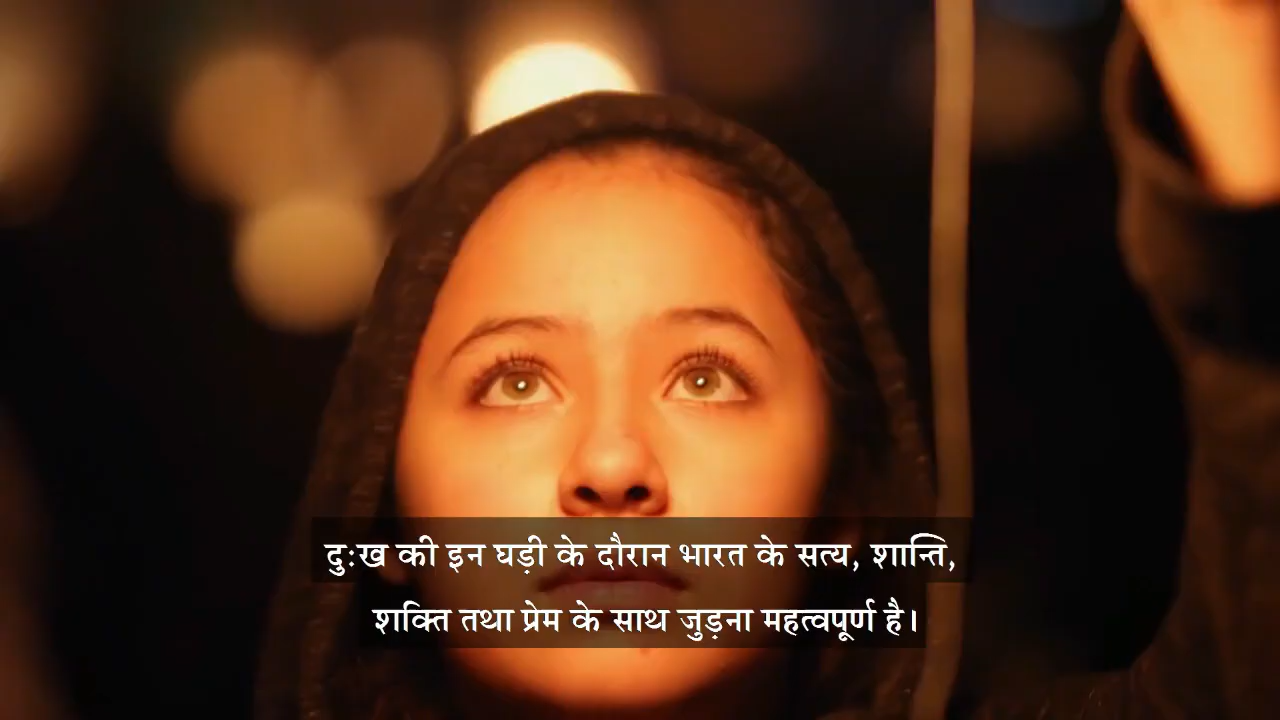 दुःख की इन घड़ी के दौरान भारत के सत्य, शान्ति,
शक्ति तथा प्रेम के साथ जुड़ना महत्वपूर्ण है।